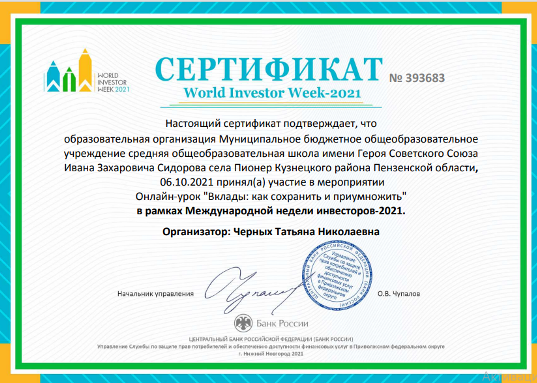 WORLD
INVESTOR
WEEK 2021
СЕРТИФИКАТ
№ 393683
World Investor Week-2021
Настоящий сертификат подтверждает, что
образовательная организация Муниципальное бюджетное общеобразовательное
учреждение средняя общеобразовательная школа имени Героя Советского Союза
Ивана Захаровича Сидорова села Пионер Кузнецкого района Пензенской области,
06.10.2021 принял(а) участие в мероприятии
Онлайн-урок "Вклады: как сохранить и приумножить"
в рамках Международной недели инвесторов-2021.
Организатор: Черных Татьяна Николаевна
Начальник управления
О.В. Чупалов
Банк России
ЦЕНТРАЛЬНЫЙ БАНК РОССИЙСКОЙ ФЕДЕРАЦИИ (БАНК РОССИИ)
Управление Службы по защите прав потребителей и обеспечению доступности финансовых услуг в Приволжском федеральном округе
г. Нижний Новгород 2021